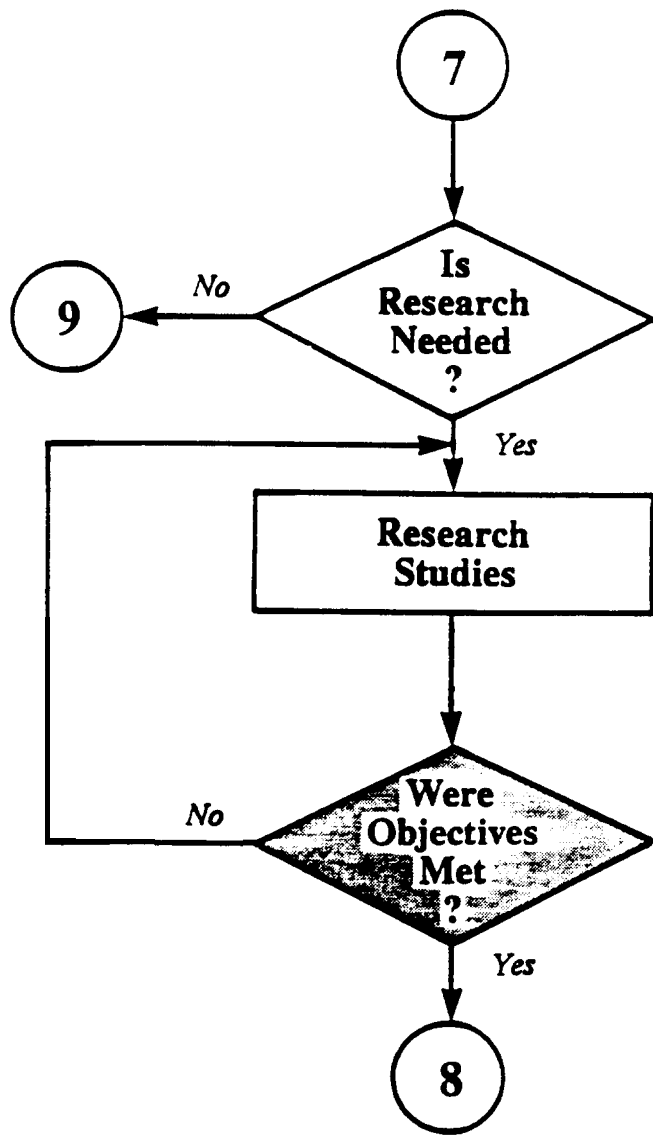 7
Is
Research
Needed
?
No
9
Yes
Research
Studies
Were
Objectives
Met
?
No
Yes
8